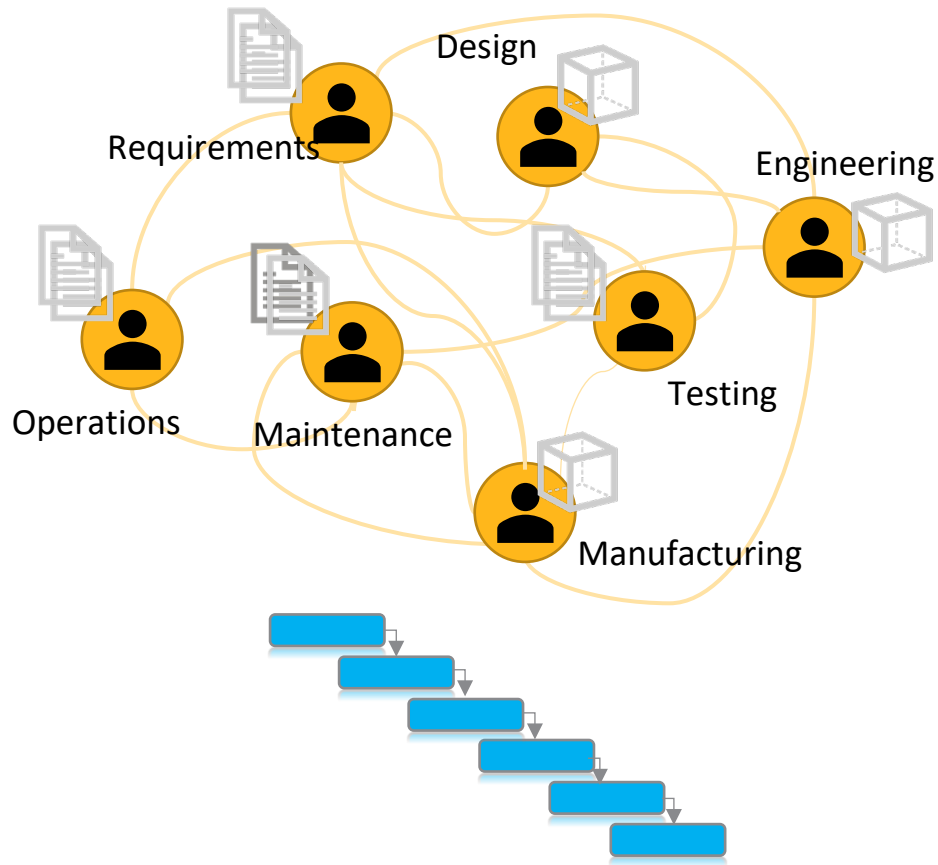 Design
Requirements
Engineering
Testing
Operations
Maintenance
Manufacturing